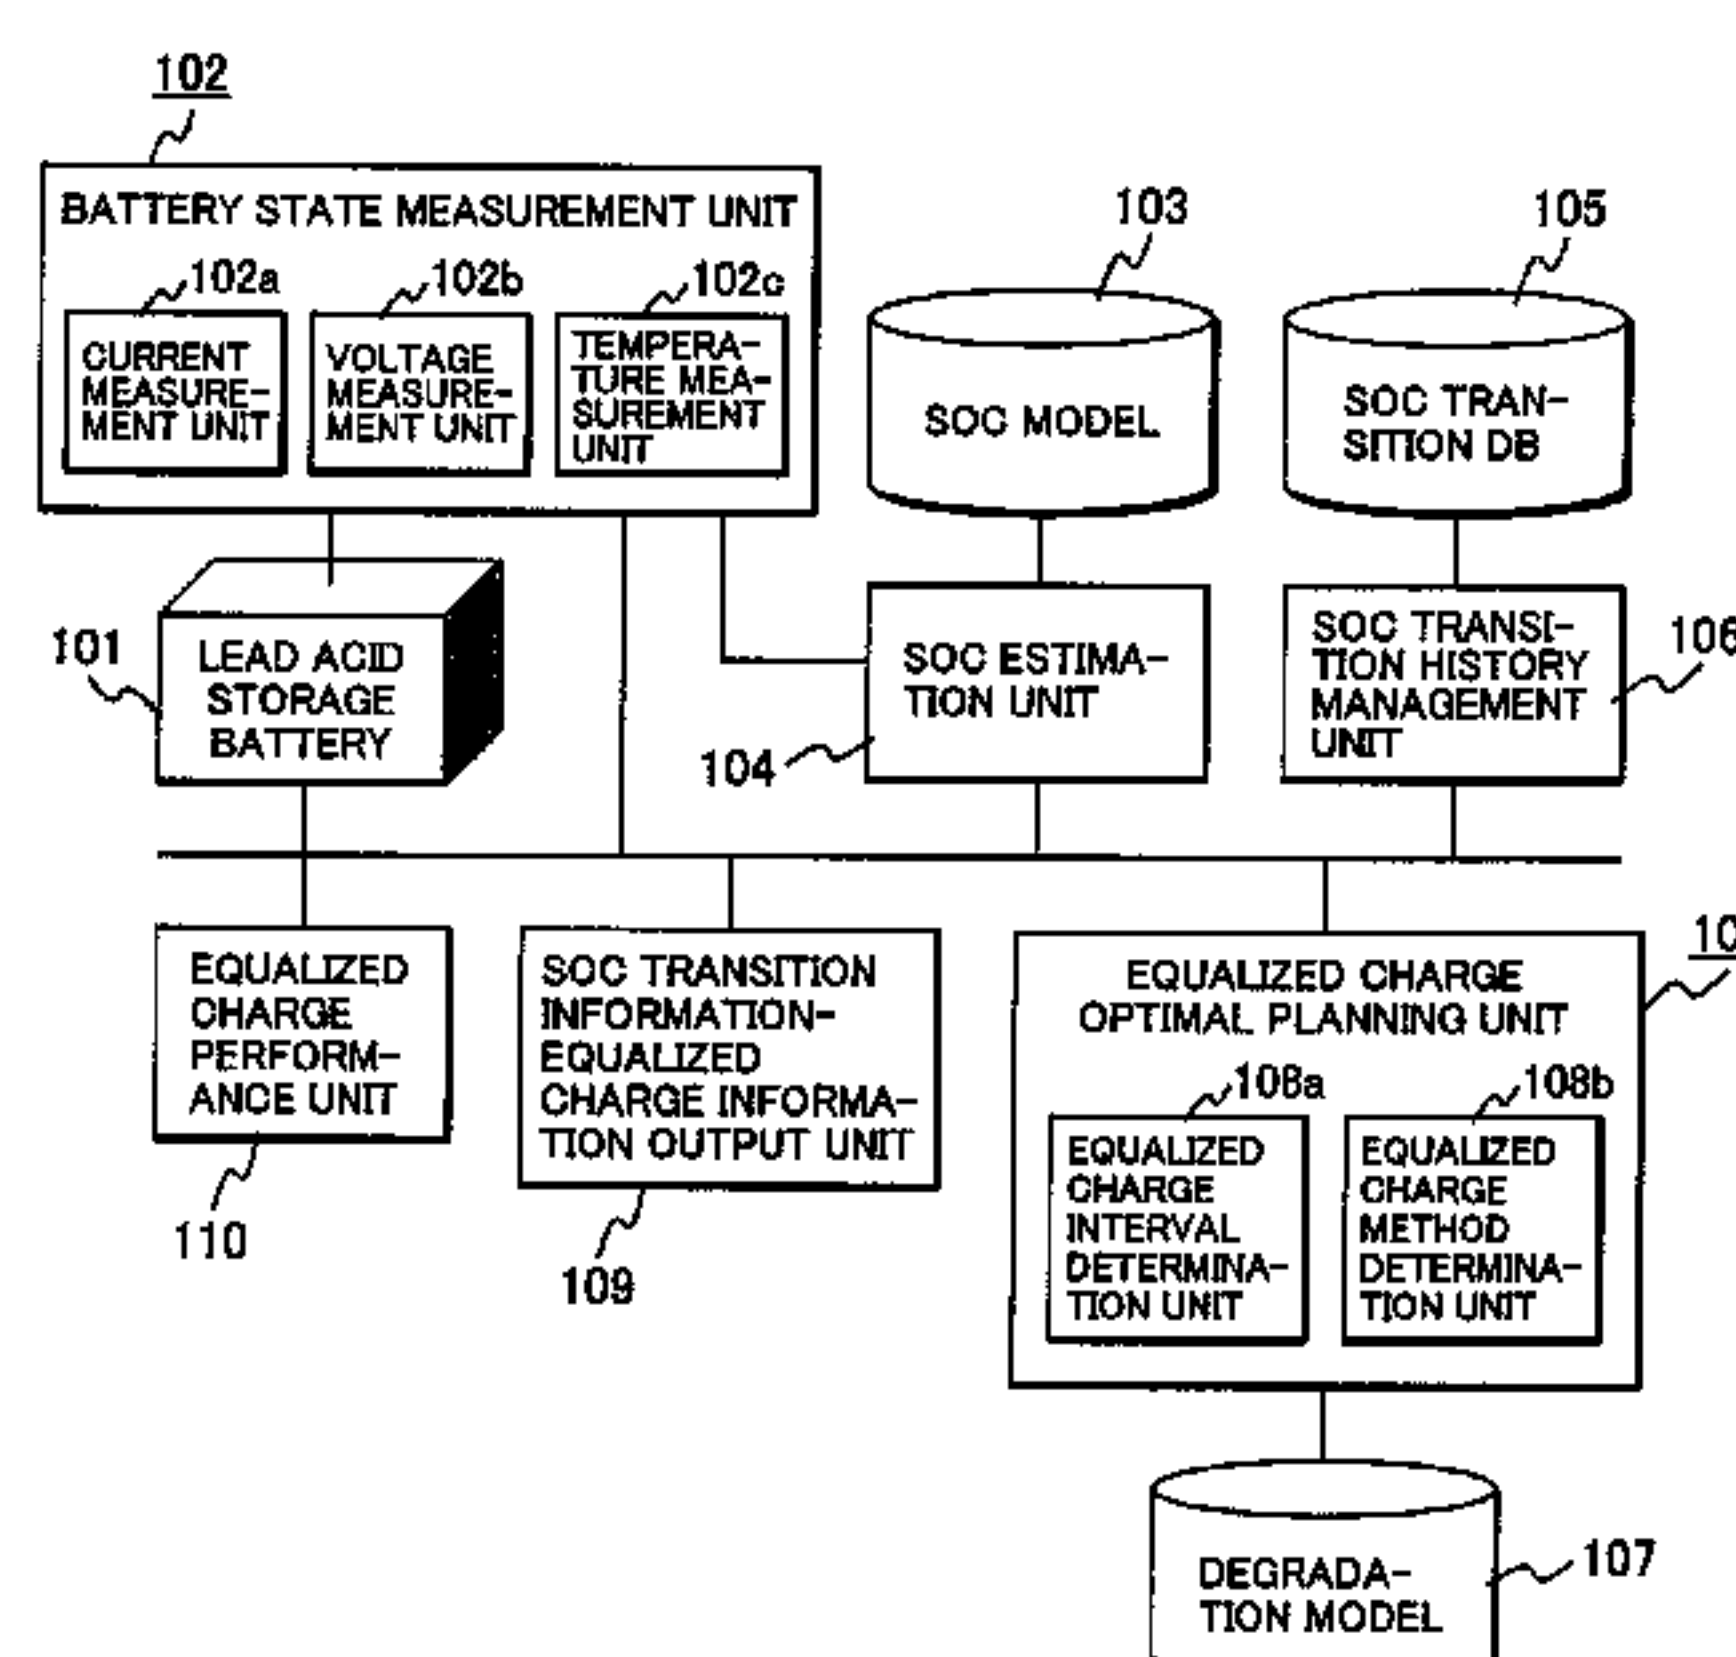 102
BATTERY STATE MEASUREMENT UNIT
102a
102b
102c
CURRENT
MEASURE-
MENT UNIT
VOLTAGE
MEASURE-
MENT UNIT
TEMPERA-
TURE MEA-
SUREMENT
UNIT
103
SOC MODEL
105
SOC TRAN-
SITION DB
101
LEAD ACID
STORAGE
BATTERY
SOC ESTIMA-
TION UNIT
104
SOC TRANSI-
TION HISTORY
MANAGEMENT
UNIT
106
EQUALIZED
CHARGE
PERFORM-
ANCE UNIT
110
SOC TRANSITION
INFORMATION-
EQUALIZED
CHARGE INFORMA-
TION OUTPUT UNIT
109
10
EQUALIZED CHARGE
OPTIMAL PLANNING UNIT
108a
108b
EQUALIZED
CHARGE
INTERVAL
DETERMINA-
TION UNIT
EQUALIZED
CHARGE
METHOD
DETERMINA-
TION UNIT
DEGRADA-
TION MODEL
107